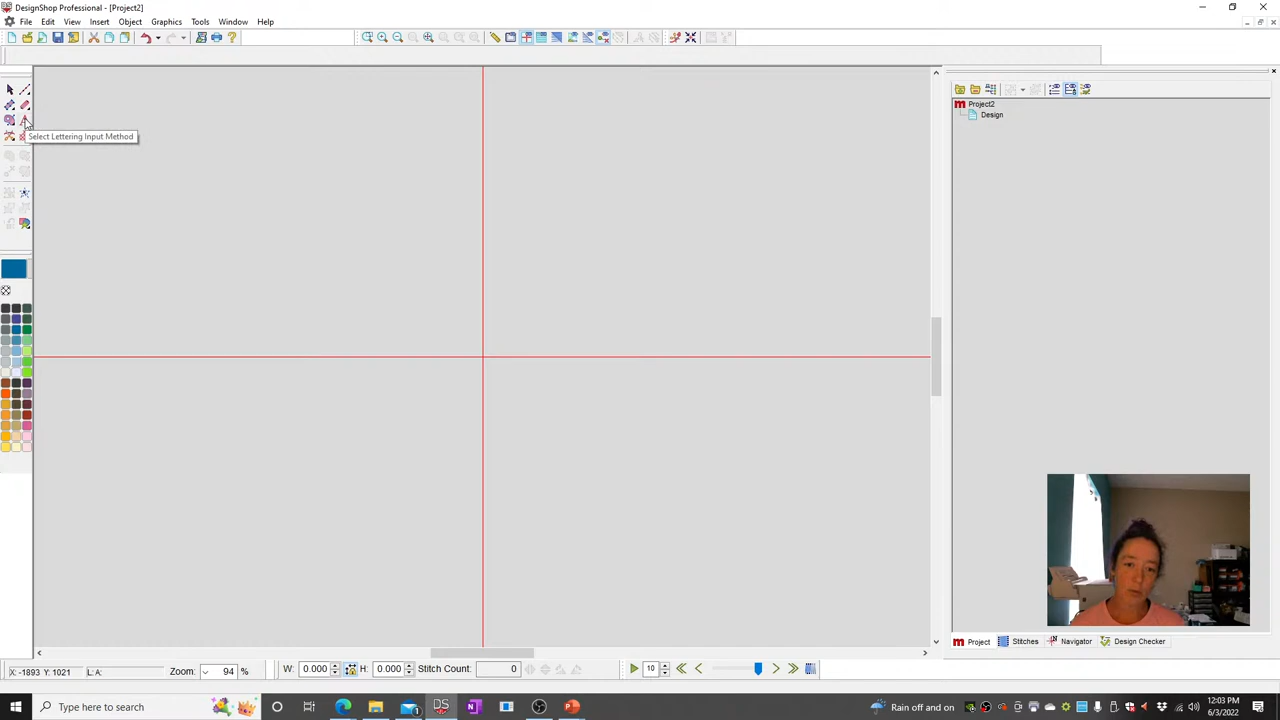 DesignShop Professional - [Project2]
File Edit View Insert Object Graphics Tools Window Help
10
Select Lettering Input Method
Project2
Design
Project Stitches Navigator Design Checker
X: -1893 Y: 1021 L: A: Zoom: 94 % W: 0.000 H: 0.000 Stitch Count: 0
Type here to search
DS
Rain off and on
12:03 PM
6/3/2022